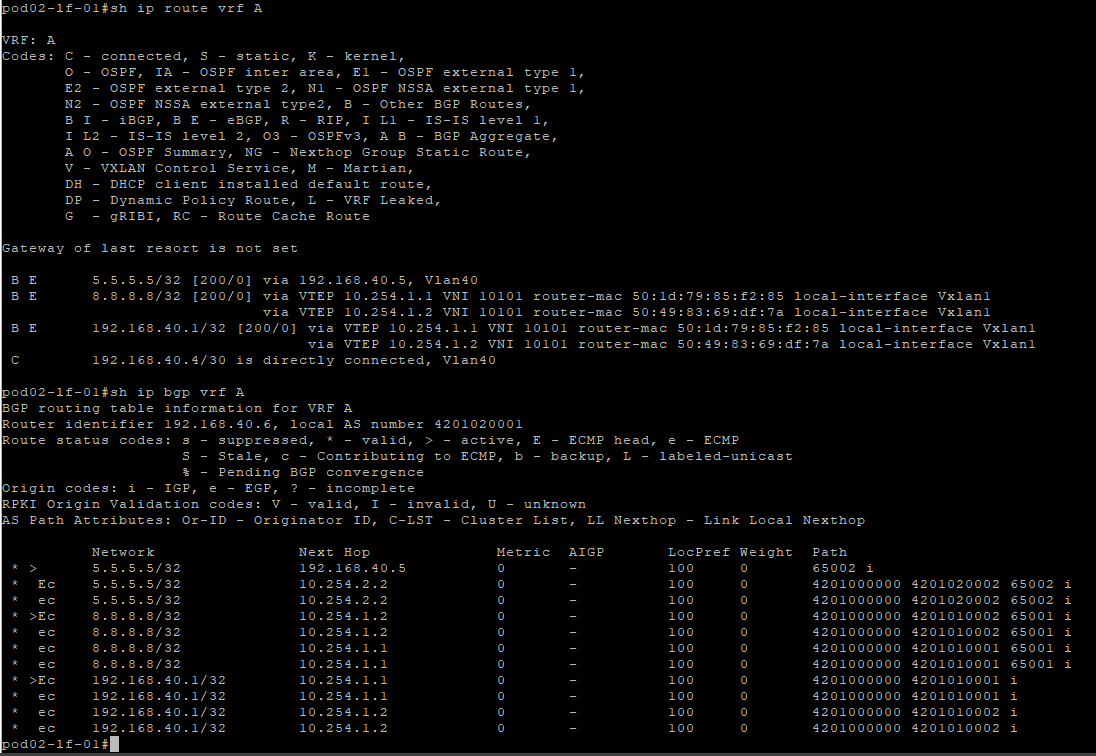 pod02-lf-01#sh ip route vrf A
VRF: A
Codes: C - connected, S - static, K - kernel,
       O - OSPF, IA - OSPF inter area, E1 - OSPF external type 1,
       E2 - OSPF external type 2, N1 - OSPF NSSA external type 1,
       N2 - OSPF NSSA external type2, B - Other BGP Routes,
       B I - iBGP, B E - eBGP, R - RIP, I L1 - IS-IS level 1,
       I L2 - IS-IS level 2, O3 - OSPFv3, A B - BGP Aggregate,
       A O - OSPF Summary, NG - Nexthop Group Static Route,
       V - VXLAN Control Service, M - Martian,
       DH - DHCP client installed default route,
       DP - Dynamic Policy Route, L - VRF Leaked,
       G  - gRIBI, RC - Route Cache Route
Gateway of last resort is not set
 B E      5.5.5.5/32 [200/0] via 192.168.40.5, Vlan40
 B E      8.8.8.8/32 [200/0] via VTEP 10.254.1.1 VNI 10101 router-mac 50:1d:79:85:f2:85 local-interface Vxlan1
                             via VTEP 10.254.1.2 VNI 10101 router-mac 50:49:83:69:df:7a local-interface Vxlan1
 B E      192.168.40.1/32 [200/0] via VTEP 10.254.1.1 VNI 10101 router-mac 50:1d:79:85:f2:85 local-interface Vxlan1
                                  via VTEP 10.254.1.2 VNI 10101 router-mac 50:49:83:69:df:7a local-interface Vxlan1
 C        192.168.40.4/30 is directly connected, Vlan40
pod02-lf-01#sh ip bgp vrf A
BGP routing table information for VRF A
Router identifier 192.168.40.6, local AS number 4201020001
Route status codes: s - suppressed, * - valid, > - active, E - ECMP head, e - ECMP
                    S - Stale, c - Contributing to ECMP, b - backup, L - labeled-unicast
                    % - Pending BGP convergence
Origin codes: i - IGP, e - EGP, ? - incomplete
RPKI Origin Validation codes: V - valid, I - invalid, U - unknown
AS Path Attributes: Or-ID - Originator ID, C-LST - Cluster List, LL Nexthop - Link Local Nexthop
          Network                Next Hop              Metric  AIGP       LocPref Weight  Path
 * >      5.5.5.5/32             192.168.40.5          0       -          100     0       65002 i
 *  Ec    5.5.5.5/32             10.254.2.2            0       -          100     0       4201000000 4201020002 65002 i
 *  ec    5.5.5.5/32             10.254.2.2            0       -          100     0       4201000000 4201020002 65002 i
 * >Ec    8.8.8.8/32             10.254.1.2            0       -          100     0       4201000000 4201010002 65001 i
 *  ec    8.8.8.8/32             10.254.1.2            0       -          100     0       4201000000 4201010002 65001 i
 *  ec    8.8.8.8/32             10.254.1.1            0       -          100     0       4201000000 4201010001 65001 i
 *  ec    8.8.8.8/32             10.254.1.1            0       -          100     0       4201000000 4201010001 65001 i
 * >Ec    192.168.40.1/32        10.254.1.1            0       -          100     0       4201000000 4201010001 i
 *  ec    192.168.40.1/32        10.254.1.1            0       -          100     0       4201000000 4201010001 i
 *  ec    192.168.40.1/32        10.254.1.2            0       -          100     0       4201000000 4201010002 i
 *  ec    192.168.40.1/32        10.254.1.2            0       -          100     0       4201000000 4201010002 i
pod02-lf-01#